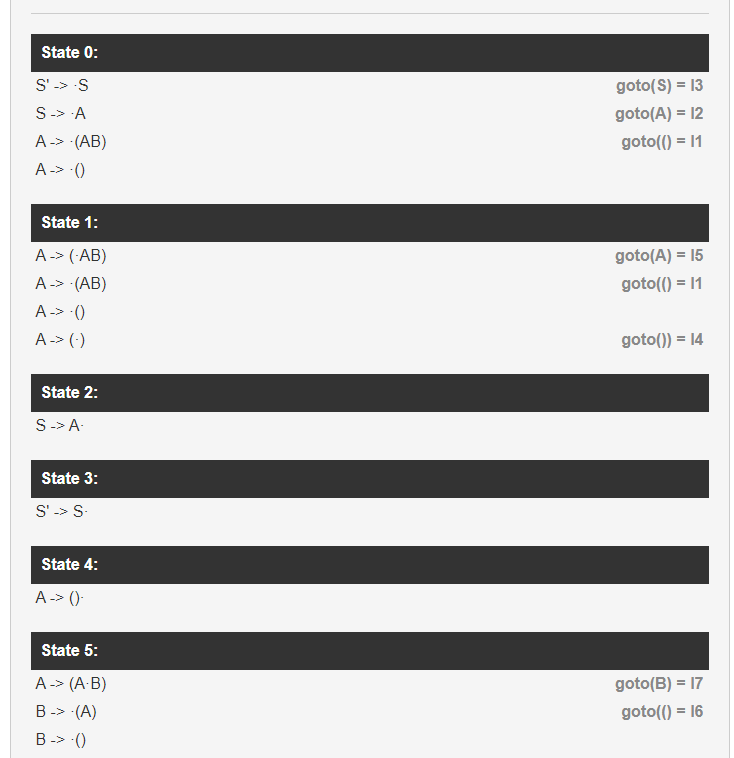 State 0:
S' -> ·S goto(S) = I3
S -> ·A goto(A) = I2
A -> ·(AB) goto(() = I1
A -> ·()
State 1:
A -> (·AB) goto(A) = I5
A -> ·(AB) goto(() = I1
A -> ·()
A -> (·) goto()) = I4
State 2:
S -> A·
State 3:
S' -> S·
State 4:
A -> ()·
State 5:
A -> (A·B) goto(B) = I7
B -> ·(A) goto(() = I6
B -> ·()